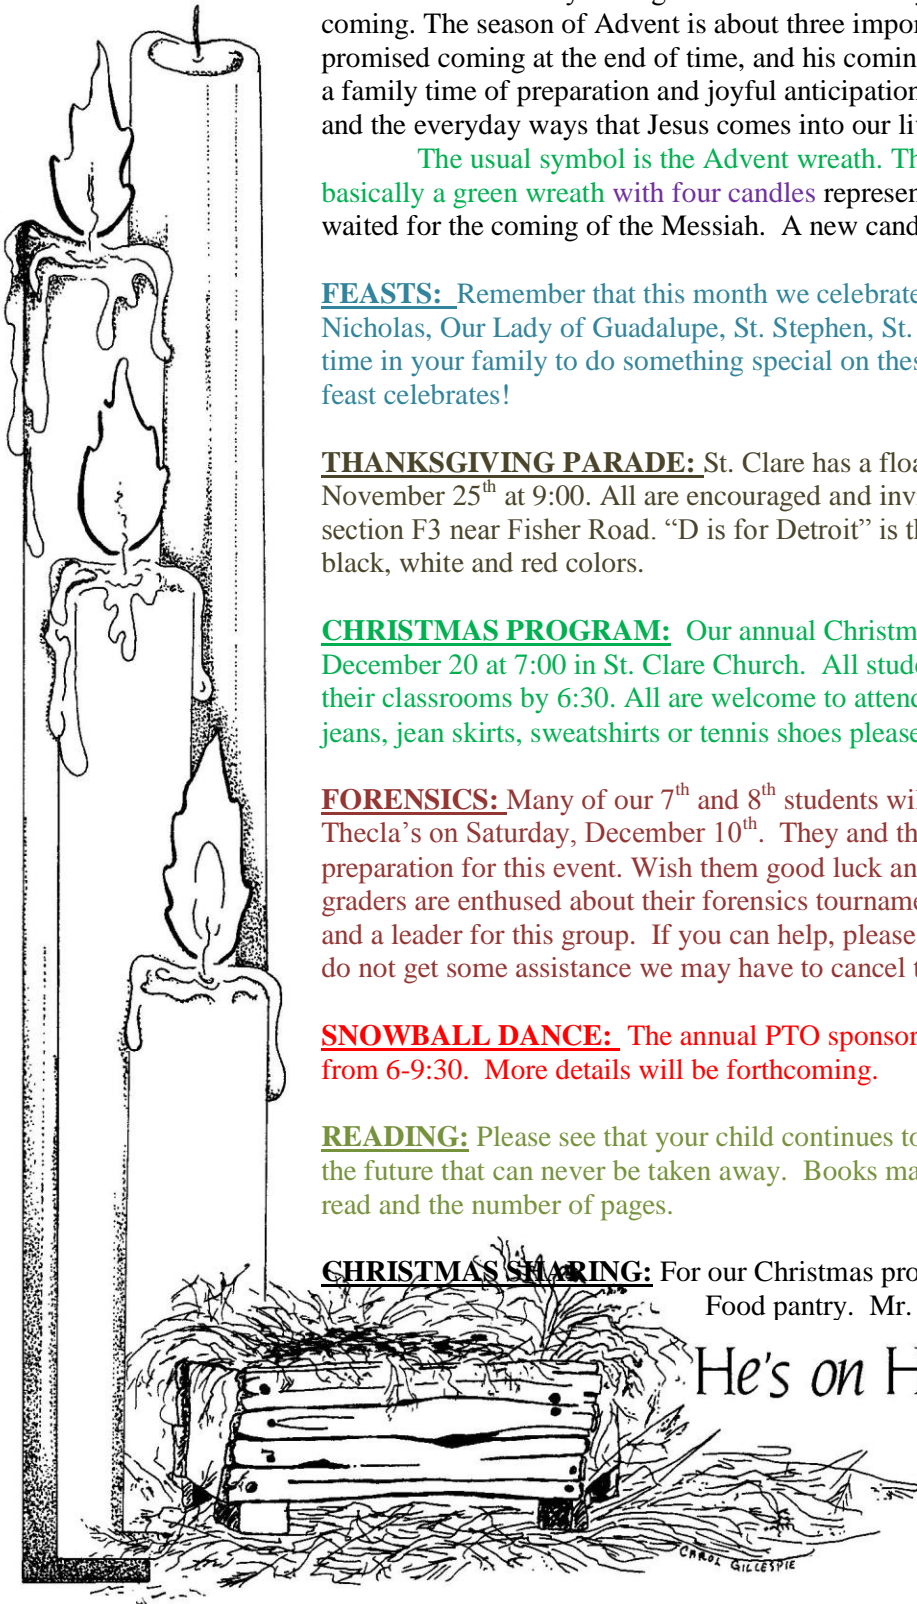 coming. The season of Advent is about three impor
promised coming at the end of time, and his comin
a family time of preparation and joyful anticipation
and the everyday ways that Jesus comes into our li
The usual symbol is the Advent wreath. Th
basically a green wreath with four candles represen
waited for the coming of the Messiah. A new cand
FEASTS: Remember that this month we celebrate
Nicholas, Our Lady of Guadalupe, St. Stephen, St.
time in your family to do something special on thes
feast celebrates!
THANKSGIVING PARADE: St. Clare has a floa
November 25th at 9:00. All are encouraged and invi
section F3 near Fisher Road. “D is for Detroit” is th
black, white and red colors.
CHRISTMAS PROGRAM: Our annual Christm
December 20 at 7:00 in St. Clare Church. All stude
their classrooms by 6:30. All are welcome to attend
jeans, jean skirts, sweatshirts or tennis shoes please
FORENSICS: Many of our 7th and 8th students wil
Thecla’s on Saturday, December 10th. They and th
preparation for this event. Wish them good luck an
graders are enthused about their forensics tourname
and a leader for this group. If you can help, please
do not get some assistance we may have to cancel t
SNOWBALL DANCE: The annual PTO sponsor
from 6-9:30. More details will be forthcoming.
READING: Please see that your child continues to
the future that can never be taken away. Books ma
read and the number of pages.
CHRISTMAS SHARING: For our Christmas pro
Food pantry. Mr.
He's on H
CAROL GILLESPIE